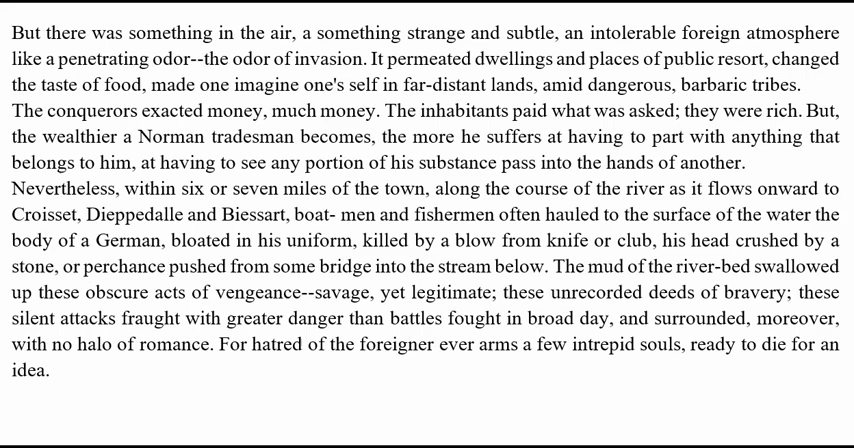 But there was something in the air, a something strange and subtle, an intolerable foreign atmosphere
like a penetrating odor--the odor of invasion. It permeated dwellings and places of public resort, changed
the taste of food, made one imagine one's self in far-distant lands, amid dangerous, barbaric tribes.
The conquerors exacted money, much money. The inhabitants paid what was asked; they were rich. But,
the wealthier a Norman tradesman becomes, the more he suffers at having to part with anything that
belongs to him, at having to see any portion of his substance pass into the hands of another.
Nevertheless, within six or seven miles of the town, along the course of the river as it flows onward to
Croisset, Dieppedalle and Biessart, boat- men and fishermen often hauled to the surface of the water the
body of a German, bloated in his uniform, killed by a blow from knife or club, his head crushed by a
stone, or perchance pushed from some bridge into the stream below. The mud of the river-bed swallowed
up these obscure acts of vengeance--savage, yet legitimate; these unrecorded deeds of bravery; these
silent attacks fraught with greater danger than battles fought in broad day, and surrounded, moreover,
with no halo of romance. For hatred of the foreigner ever arms a few intrepid souls, ready to die for an
idea.